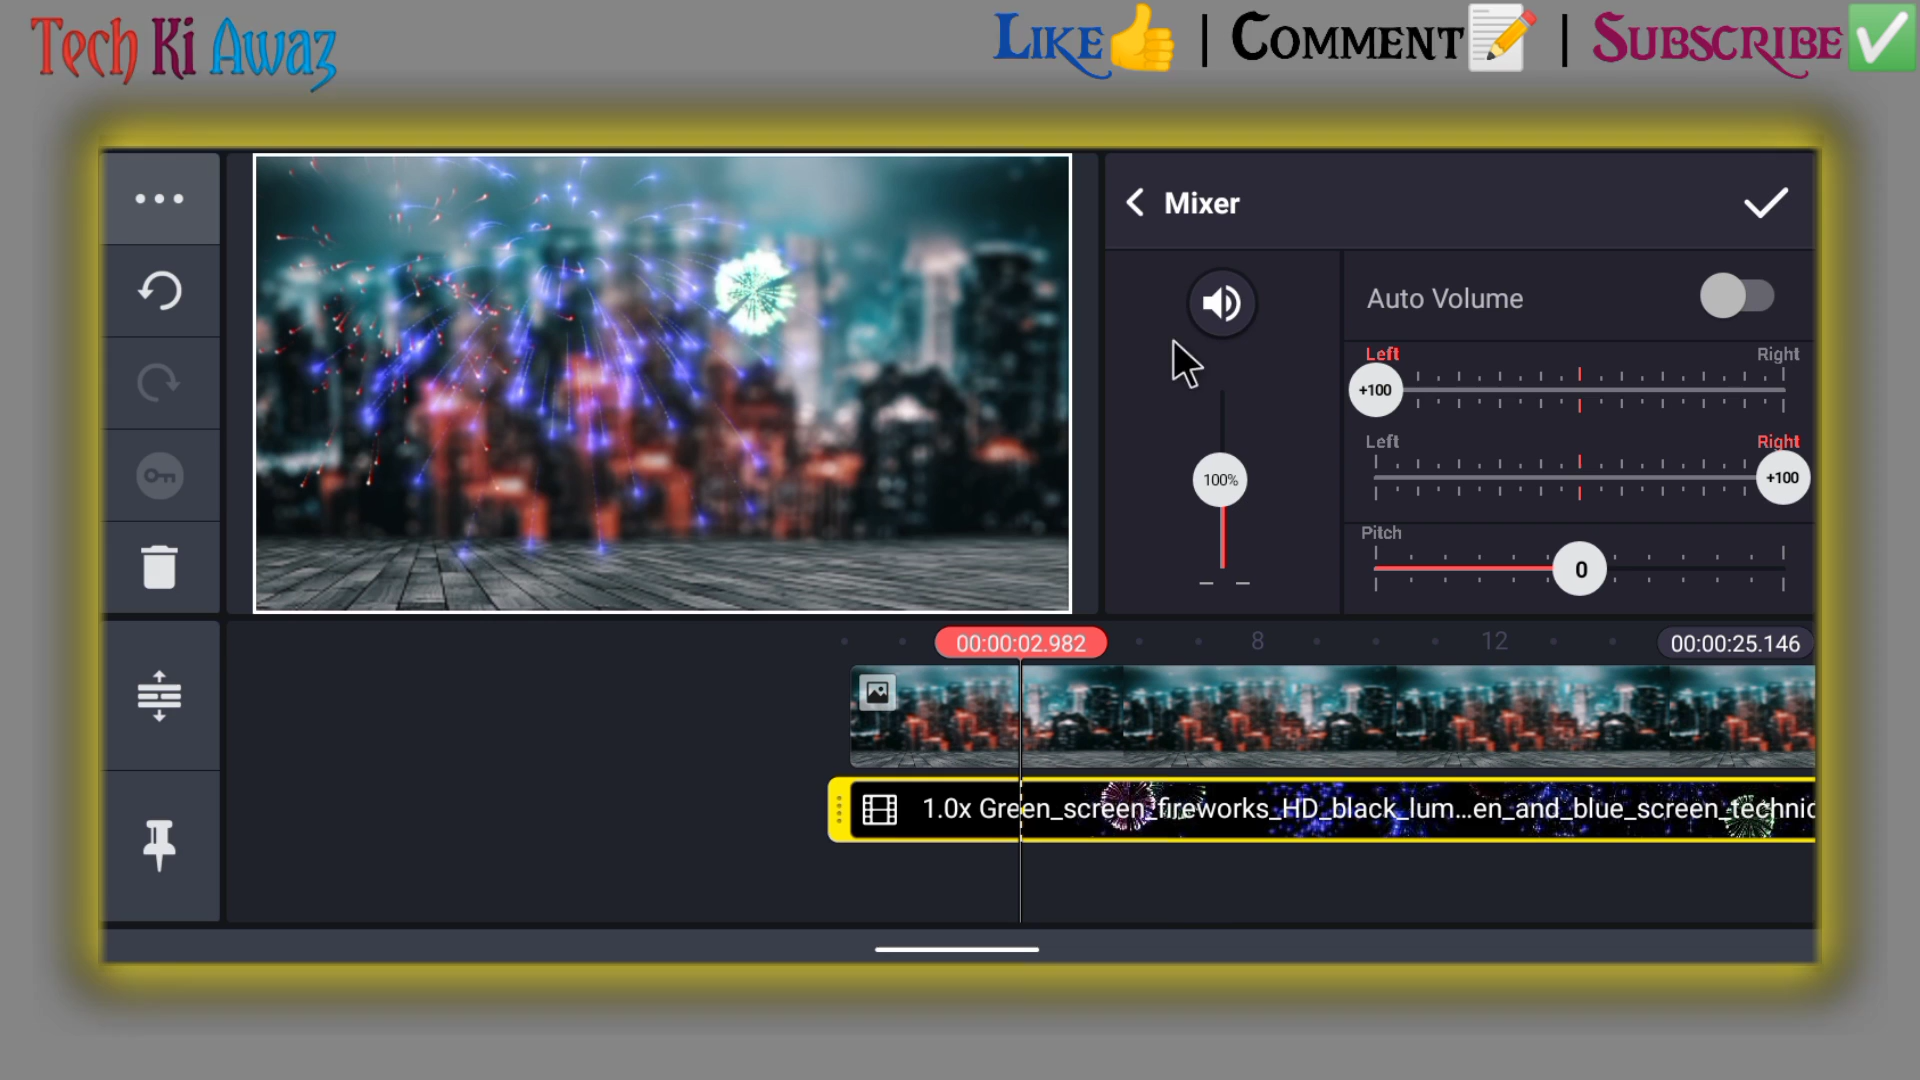 Tech Ki Awaz
Like👍 | Comment📝 | Subscribe✅
Mixer
Auto Volume
Left Right
+100
Left Right
+100
100%
Pitch
0
00:00:02.982 8 12 00:00:25.146
1.0x Green_screen_fireworks_HD_black_lum...en_and_blue_screen_technic